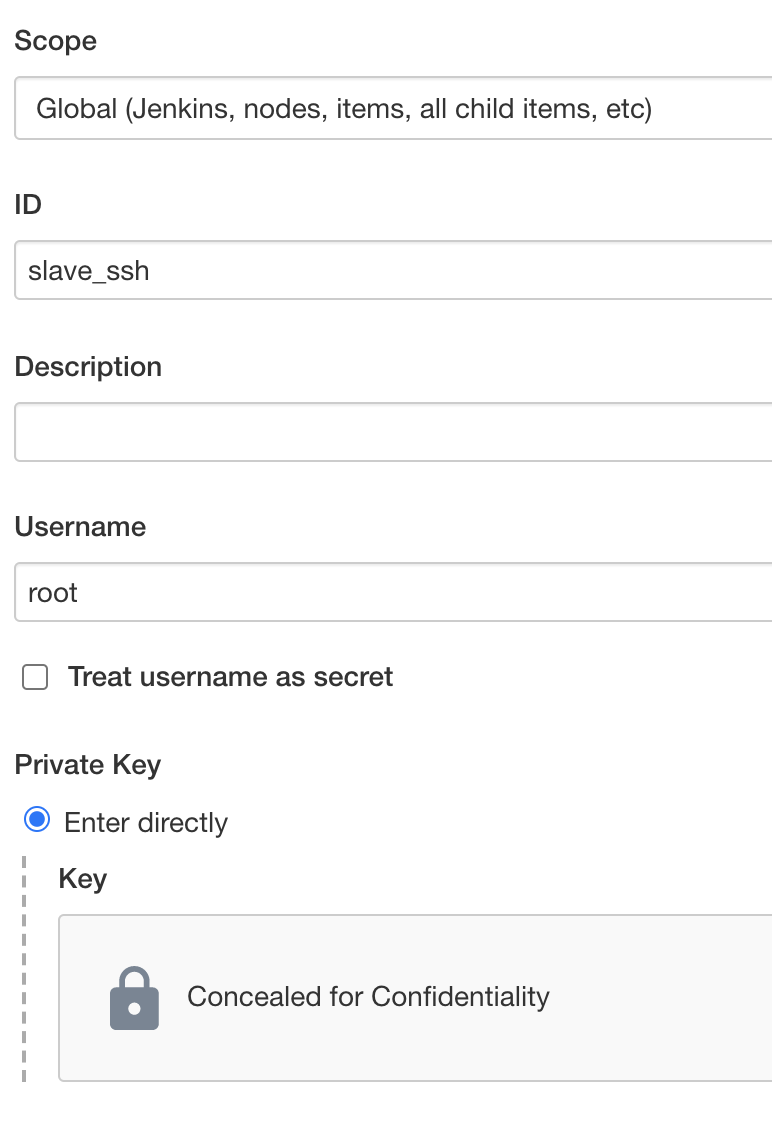 Scope
Global (Jenkins, nodes, items, all child items, etc)
ID
slave_ssh
Description
Username
root
Treat username as secret
Private Key
Enter directly
Key
Concealed for Confidentiality